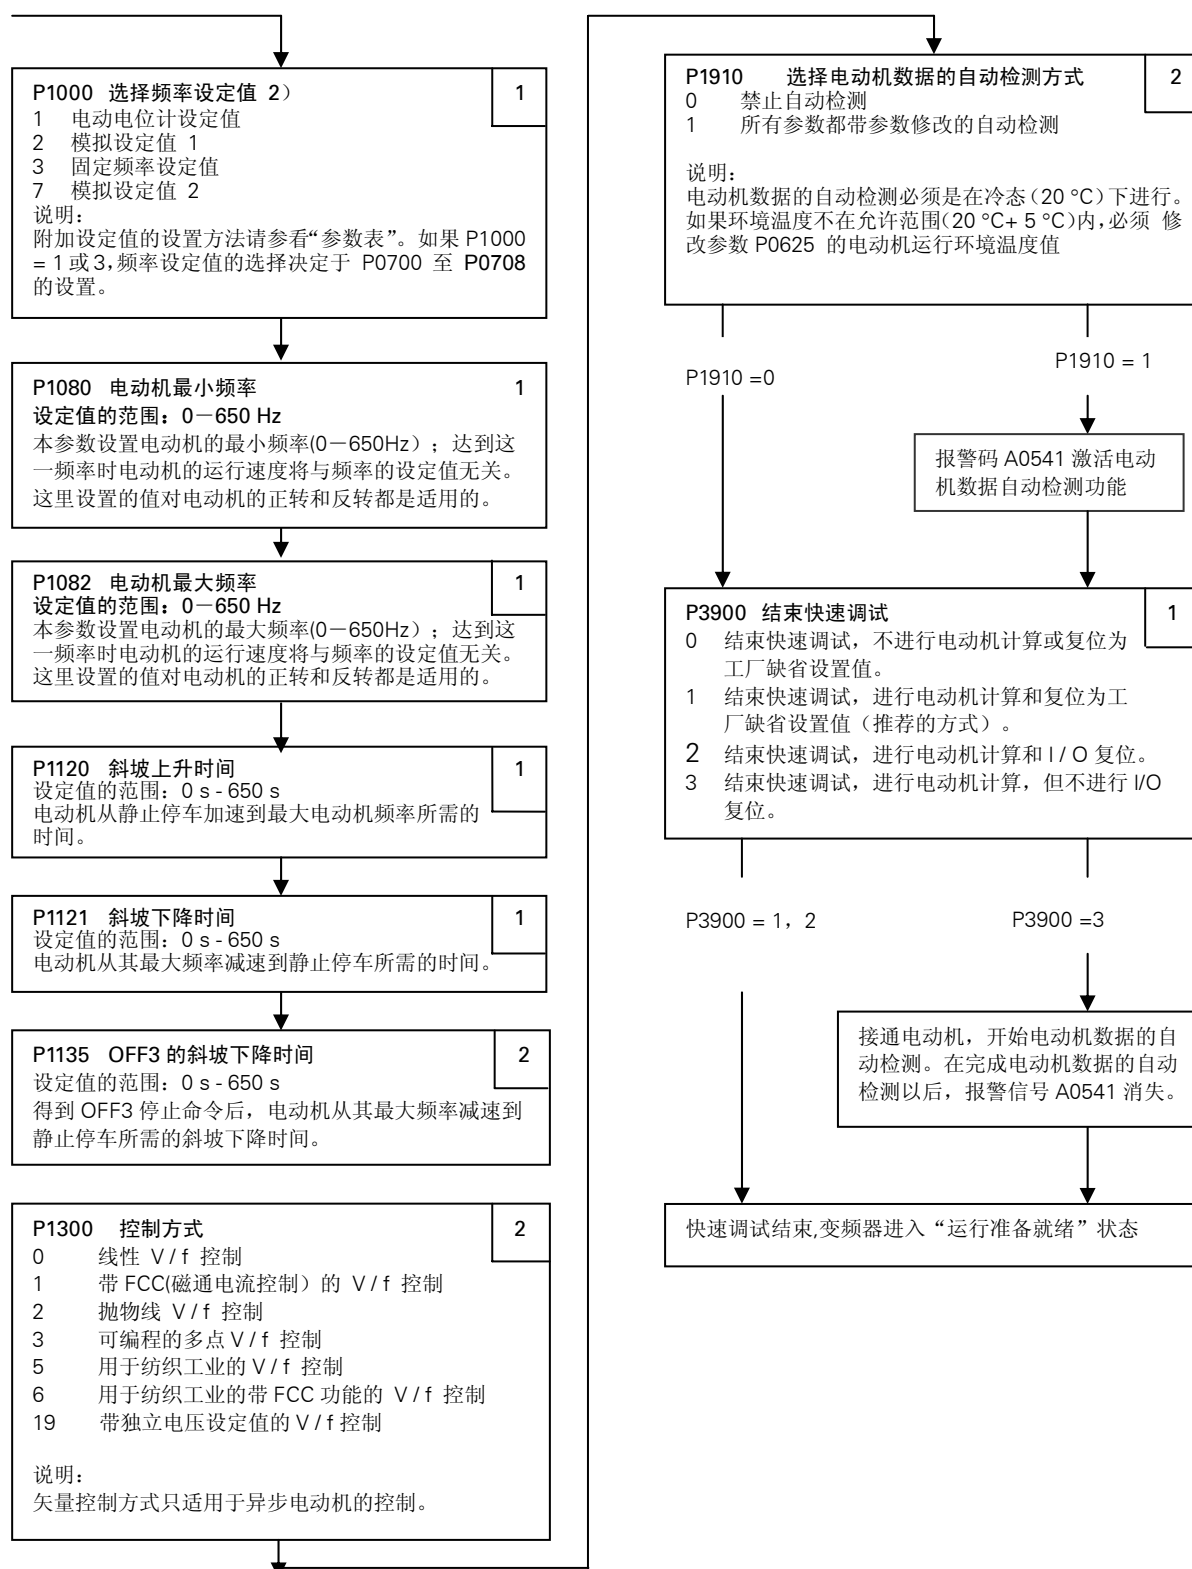 P1000 选择频率设定值 2）
1
1 电动电位计设定值
2 模拟设定值 1
3 固定频率设定值
7 模拟设定值 2
说明：
附加设定值的设置方法请参看“参数表”。如果 P1000
= 1 或 3，频率设定值的选择决定于 P0700 至 P0708
的设置。
P1080 电动机最小频率
1
设定值的范围：0－650 Hz
本参数设置电动机的最小频率(0－650Hz）；达到这
一频率时电动机的运行速度将与频率的设定值无关。
这里设置的值对电动机的正转和反转都是适用的。
P1082 电动机最大频率
1
设定值的范围：0－650 Hz
本参数设置电动机的最大频率(0－650Hz）；达到这
一频率时电动机的运行速度将与频率的设定值无关。
这里设置的值对电动机的正转和反转都是适用的。
P1120 斜坡上升时间
1
设定值的范围：0 s - 650 s
电动机从静止停车加速到最大电动机频率所需的
时间。
P1121 斜坡下降时间
1
设定值的范围：0 s - 650 s
电动机从其最大频率减速到静止停车所需的时间。
P1135 OFF3 的斜坡下降时间
2
设定值的范围：0 s - 650 s
得到 OFF3 停止命令后，电动机从其最大频率减速到
静止停车所需的斜坡下降时间。
P1300 控制方式
2
0 线性 V / f 控制
1 带 FCC(磁通电流控制）的 V / f 控制
2 抛物线 V / f 控制
3 可编程的多点 V / f 控制
5 用于纺织工业的 V / f 控制
6 用于纺织工业的带 FCC 功能的 V / f 控制
19 带独立电压设定值的 V / f 控制
说明：
矢量控制方式只适用于异步电动机的控制。
P1910 选择电动机数据的自动检测方式
2
0 禁止自动检测
1 所有参数都带参数修改的自动检测
说明：
电动机数据的自动检测必须是在冷态（20 °C）下进行。
如果环境温度不在允许范围（20 °C+ 5 °C）内，必须 修
改参数 P0625 的电动机运行环境温度值
P1910 =0
P1910 = 1
报警码 A0541 激活电动
机数据自动检测功能
P3900 结束快速调试
1
0 结束快速调试，不进行电动机计算或复位为
工厂缺省设置值。
1 结束快速调试，进行电动机计算和复位为工
厂缺省设置值（推荐的方式）。
2 结束快速调试，进行电动机计算和 I / O 复位。
3 结束快速调试，进行电动机计算，但不进行 I/O
复位。
P3900 = 1，2
P3900 =3
接通电动机，开始电动机数据的自
动检测。在完成电动机数据的自动
检测以后，报警信号 A0541 消失。
快速调试结束,变频器进入“运行准备就绪”状态